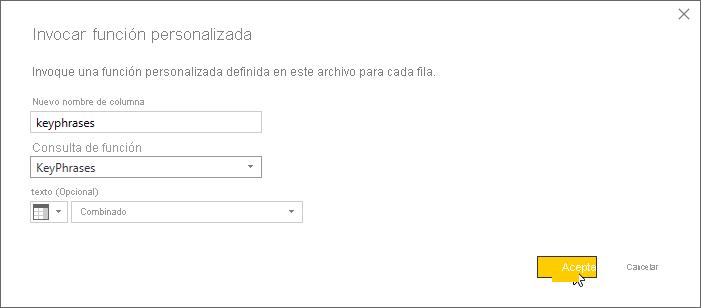 Invocar función personalizada
Invoque una función personalizada definida en este archivo para cada fila.
Nuevo nombre de columna
keyphrases
Consulta de función
KeyPhrases
texto (Opcional)
Combinado
Acepta
Cancelar